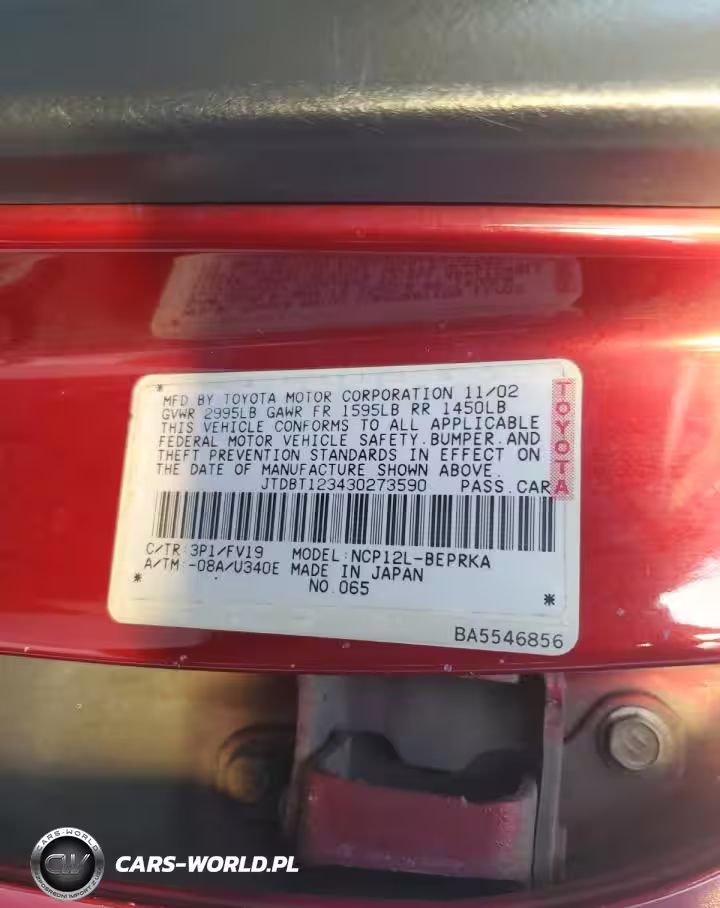 MFD BY TOYOTA MOTOR CORPORATION 11/02
GVWR 2995LB GAWR FR 1595LB RR 1450LB
THIS VEHICLE CONFORMS TO ALL APPLICABLE
FEDERAL MOTOR VEHICLE SAFETY.BUMPER.AND
THEFT PREVENTION STANDARDS IN EFFECT ON
THE DATE OF MANUFACTURE SHOWN ABOVE.
JTDBT123430273590 PASS.CAR
TOYOTA
C/TR:3P1/FV19 MODEL:NCP12L-BEPRKA
A/TM:-08A/U340E MADE IN JAPAN
NO.065
BA5546856
CARS-WORLD
CW
CARS-WORLD.PL